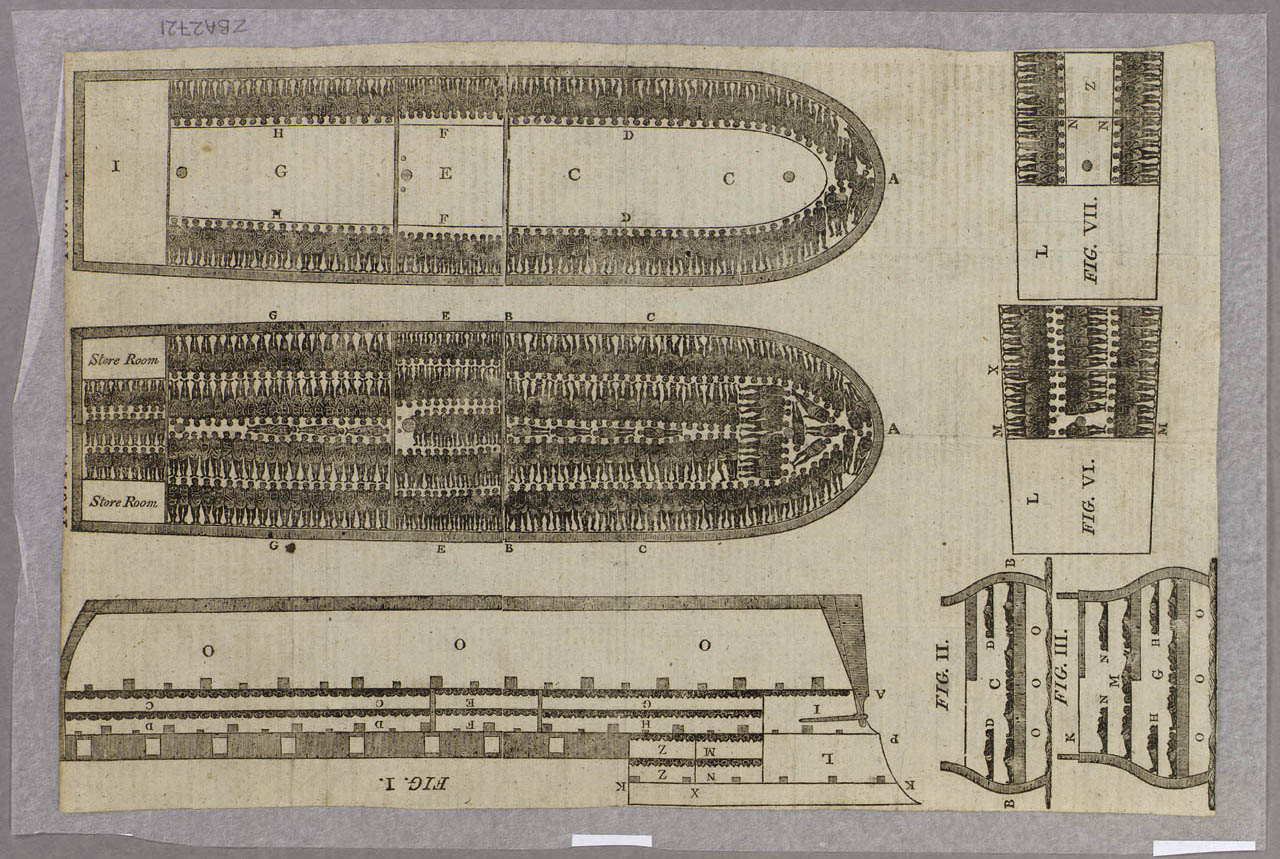 ZBA2721
H F D
I G E C C A
H F D
G E B C
Store Room
A
Store Room
G E B C
O O O
A
C C E G
I
D D F H
P
Z M
L
Z N
K K
X
FIG. I.
Z
N N
L
FIG. VII.
X
M M
L
FIG. VI.
B
FIG. II.
D
C
D
O
O
O
B
FIG. III.
K
N
M
N
H
G
H
O
O
O